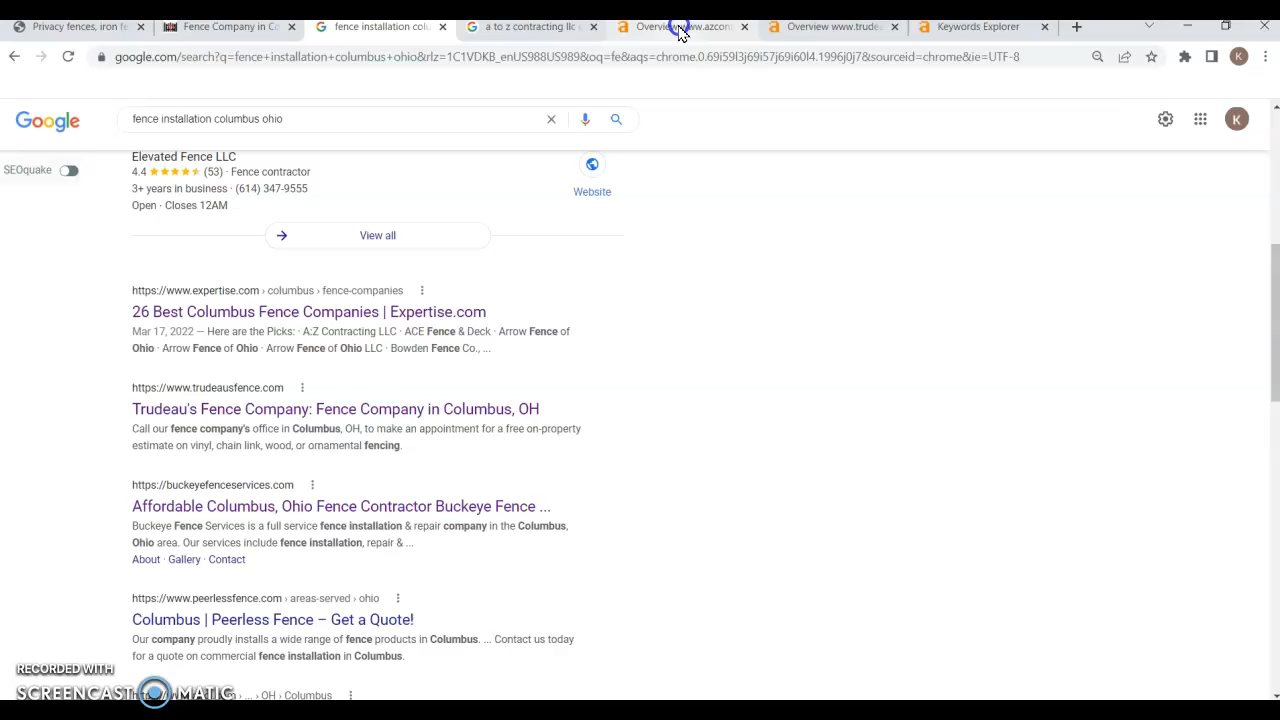 Privacy fences, iron fe
Fence Company in Co
fence installation colu
a to z contracting llc
Overview www.azcon
Overview www.trude
Keywords Explorer
google.com/search?q=fence+installation+columbus+ohio&rlz=1C1VDKB_enUS988US989&oq=fe&aqs=chrome.0.69i59l3j69i57j69i60l4.1996j0j7&sourceid=chrome&ie=UTF-8
K
Google
fence installation columbus ohio
K
SEOquake
Elevated Fence LLC
4.4 (53) · Fence contractor
3+ years in business · (614) 347-9555
Open · Closes 12AM
Website
View all
https://www.expertise.com › columbus › fence-companies
26 Best Columbus Fence Companies | Expertise.com
Mar 17, 2022 — Here are the Picks: · A:Z Contracting LLC · ACE Fence & Deck · Arrow Fence of
Ohio · Arrow Fence of Ohio · Arrow Fence of Ohio LLC · Bowden Fence Co., ...
https://www.trudeausfence.com
Trudeau's Fence Company: Fence Company in Columbus, OH
Call our fence company's office in Columbus, OH, to make an appointment for a free on-property
estimate on vinyl, chain link, wood, or ornamental fencing.
https://buckeyefenceservices.com
Affordable Columbus, Ohio Fence Contractor Buckeye Fence ...
Buckeye Fence Services is a full service fence installation & repair company in the Columbus,
Ohio area. Our services include fence installation, repair & ...
About · Gallery · Contact
https://www.peerlessfence.com › areas-served › ohio
Columbus | Peerless Fence – Get a Quote!
Our company proudly installs a wide range of fence products in Columbus. ... Contact us today
for a quote on commercial fence installation in Columbus.
RECORDED WITH
SCREENCAST MATIC
› ... › OH › Columbus